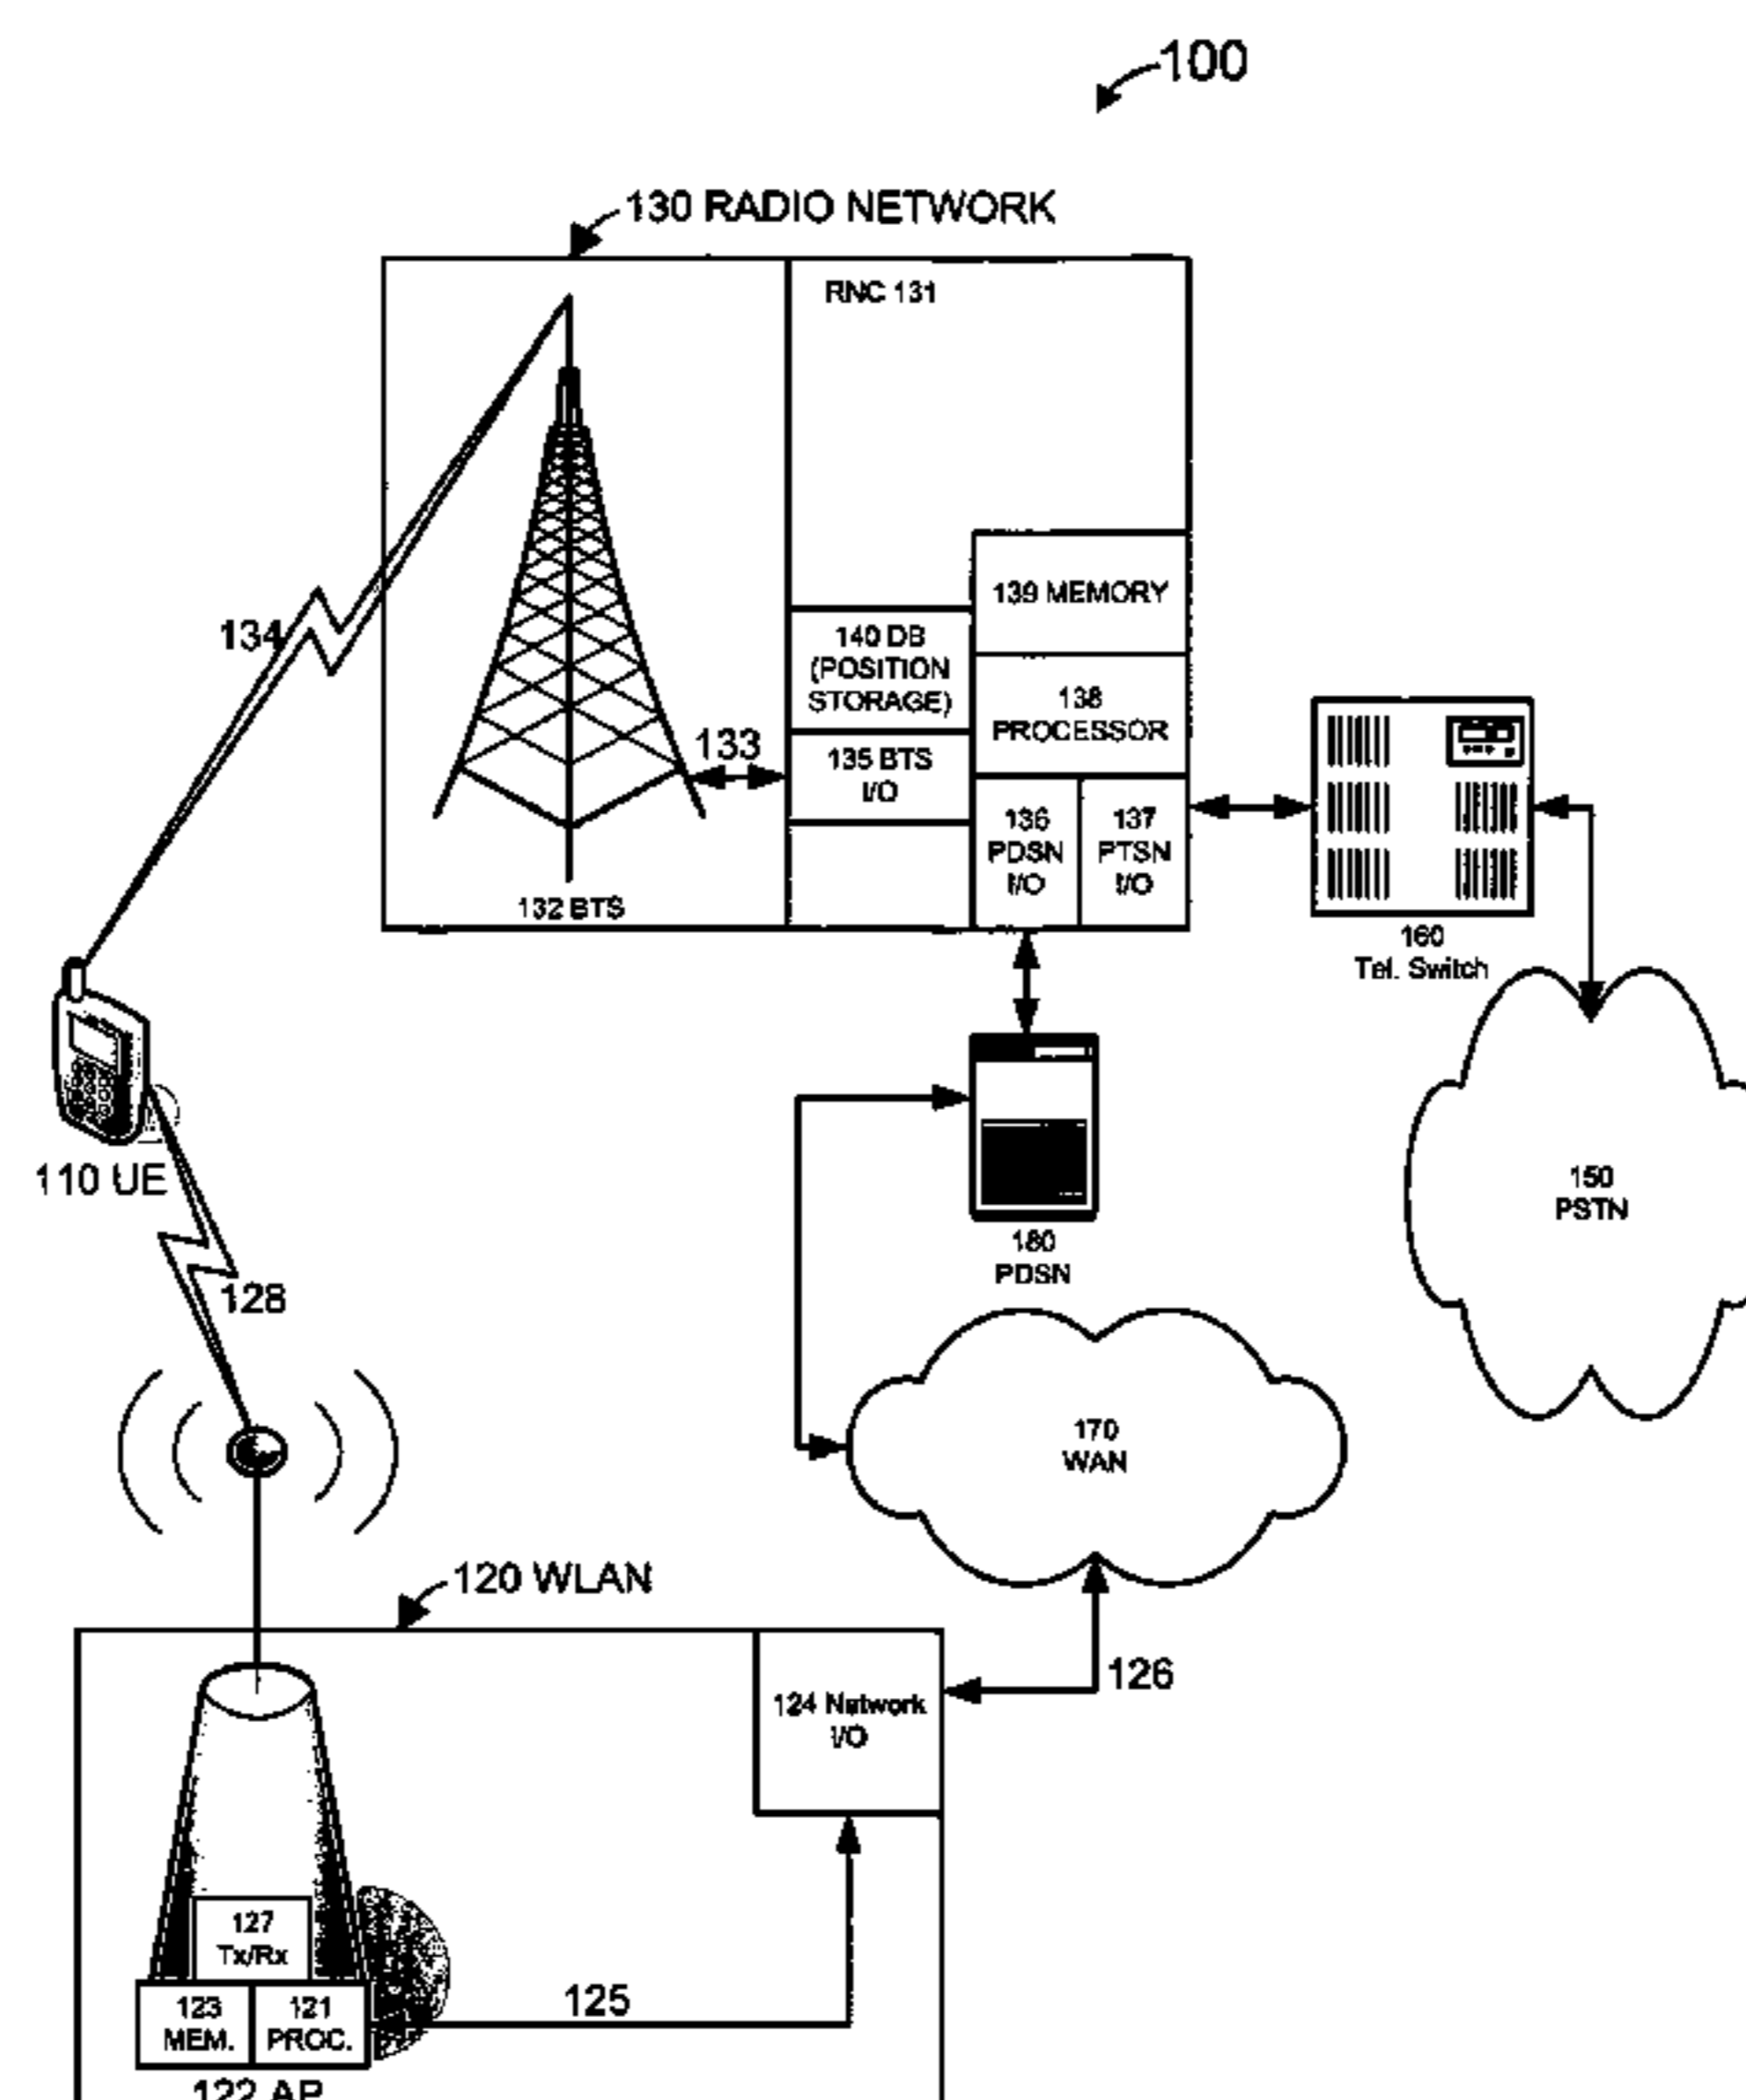 100
130 RADIO NETWORK
RNC 131
139 MEMORY
134
140 DB
(POSITION
STORAGE)
138
PROCESSOR
133
135 BTS
I/O
136
PDSN
I/O
137
PTSN
I/O
132 BTS
160
Tel. Switch
110 UE
150
PSTN
180
PDSN
128
170
WAN
120 WLAN
126
124 Network
I/O
127
Tx/Rx
125
123
MEM.
121
PROC.
122 AP